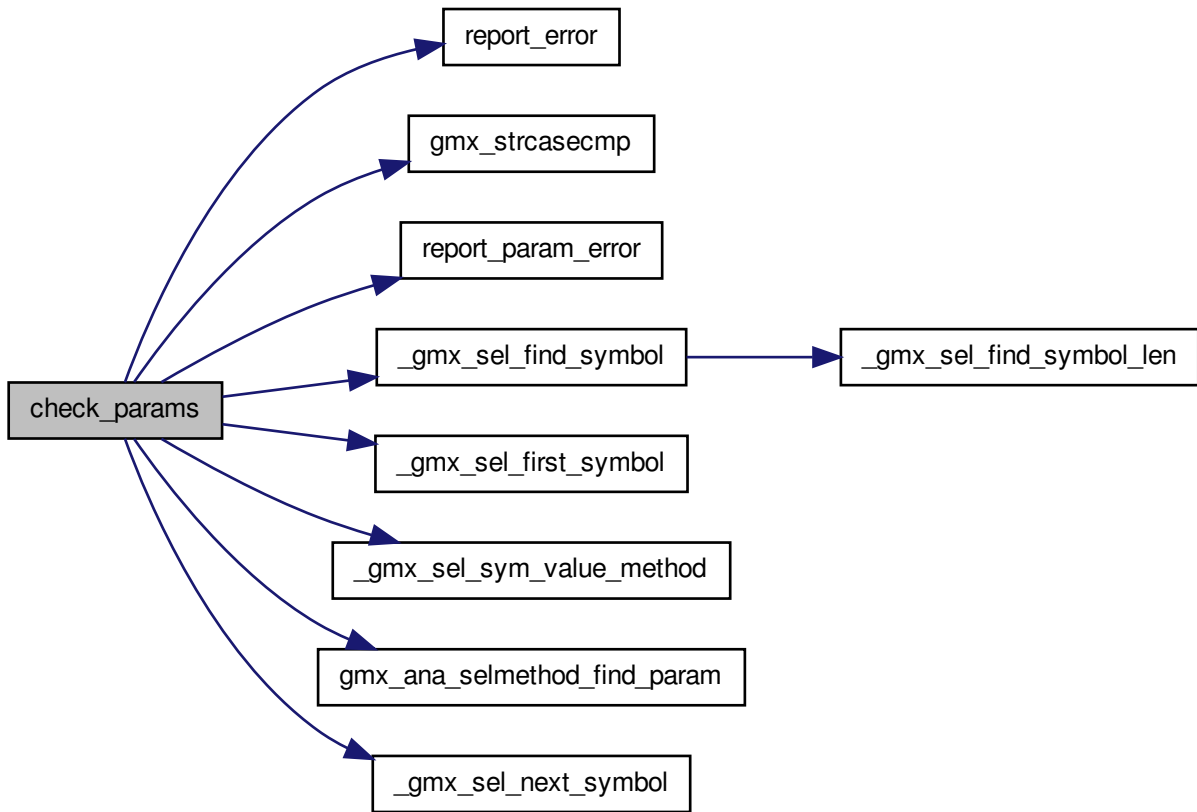 report_error
gmx_strcasecmp
report_param_error
_gmx_sel_find_symbol
_gmx_sel_find_symbol_len
check_params
_gmx_sel_first_symbol
_gmx_sel_sym_value_method
gmx_ana_selmethod_find_param
_gmx_sel_next_symbol